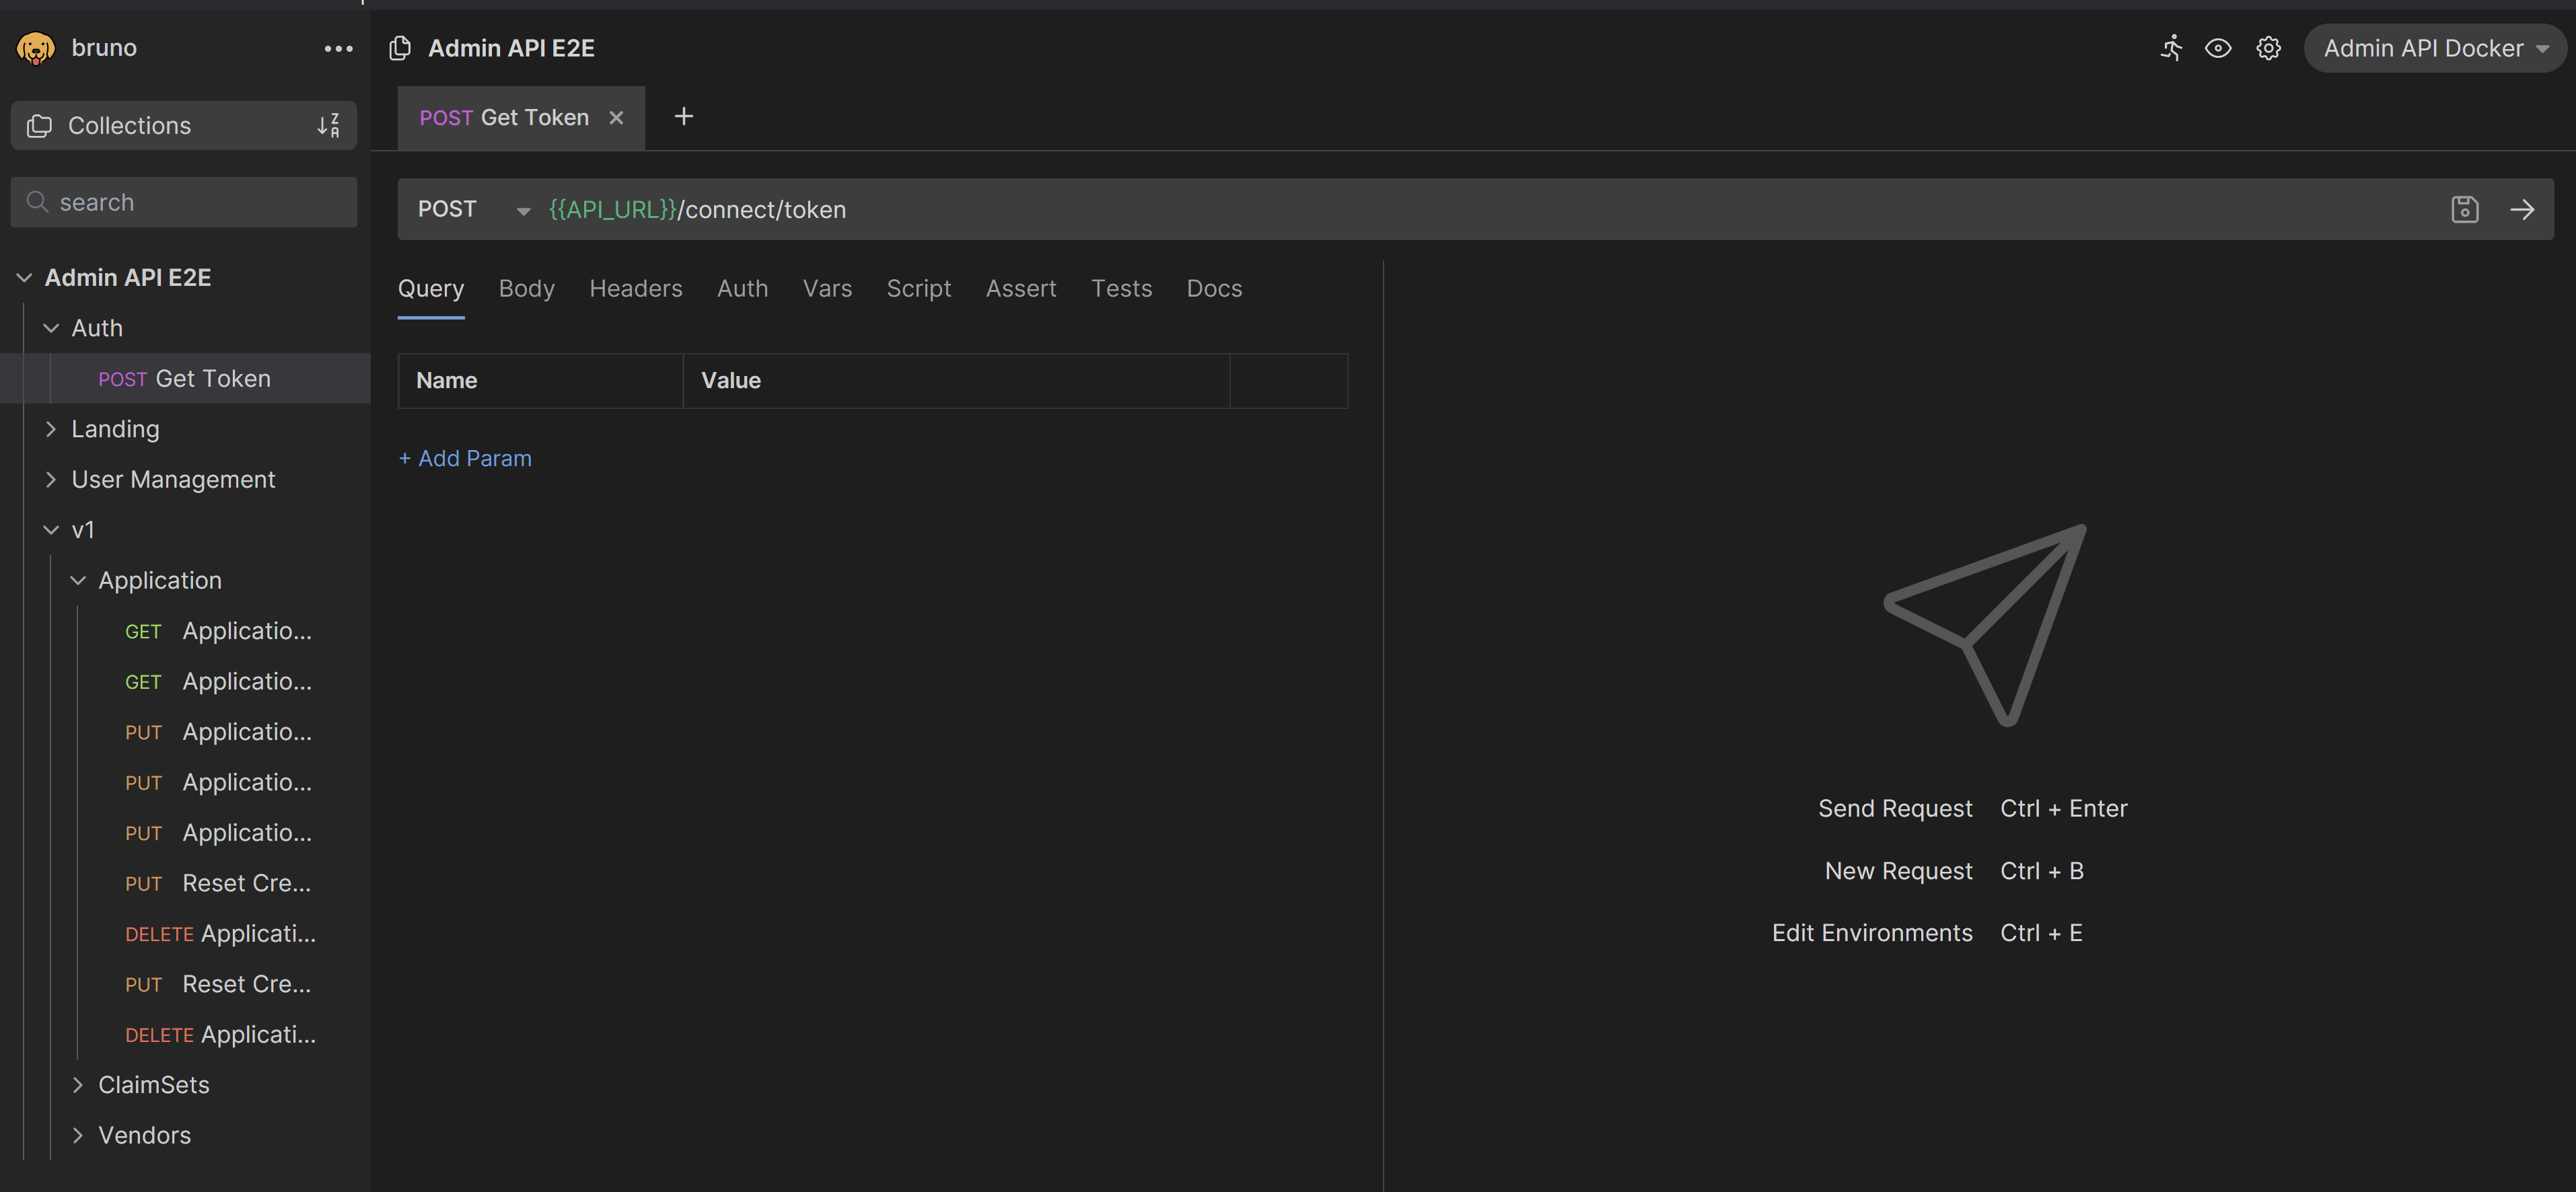 bruno
Collections
search
Admin API E2E
Auth
POST Get Token
Landing
User Management
v1
Application
GET Applicatio...
GET Applicatio...
PUT Applicatio...
PUT Applicatio...
PUT Applicatio...
PUT Reset Cre...
DELETE Applicati...
PUT Reset Cre...
DELETE Applicati...
ClaimSets
Vendors
Admin API E2E
Admin API Docker
POST Get Token
POST {{API_URL}}/connect/token
Query Body Headers Auth Vars Script Assert Tests Docs
Name Value
+ Add Param
Send Request Ctrl + Enter
New Request Ctrl + B
Edit Environments Ctrl + E